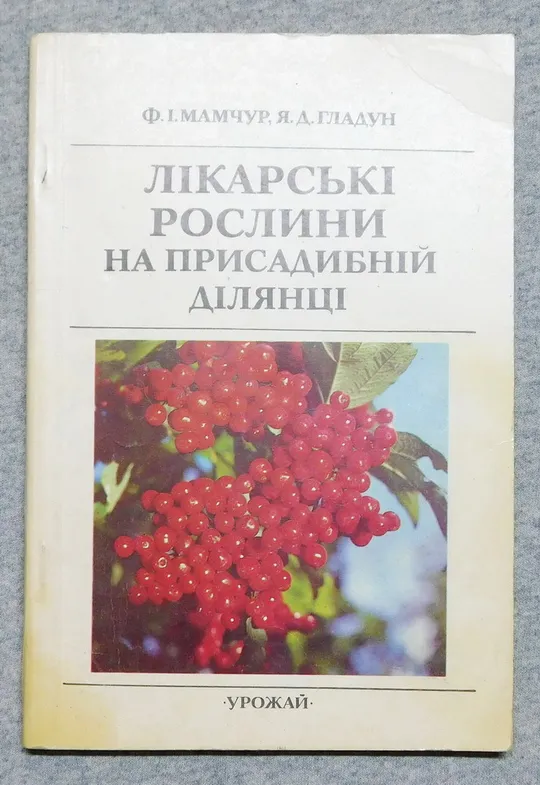 Ф. І. МАМЧУР, Я. Д. ГЛАДУН
ЛІКАРСЬКІ
РОСЛИНИ
НА ПРИСАДИБНІЙ
ДІЛЯНЦІ
·УРОЖАЙ·